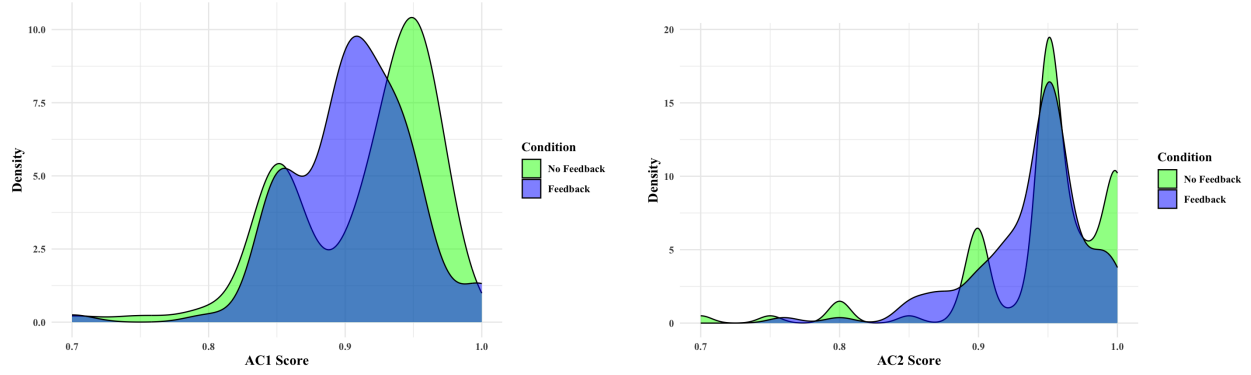 10.0
7.5
5.0
2.5
0.0
Density
0.7 0.8 0.9 1.0
AC1 Score
Condition
No Feedback
Feedback
20
15
10
5
0
Density
0.7 0.8 0.9 1.0
AC2 Score
Condition
No Feedback
Feedback